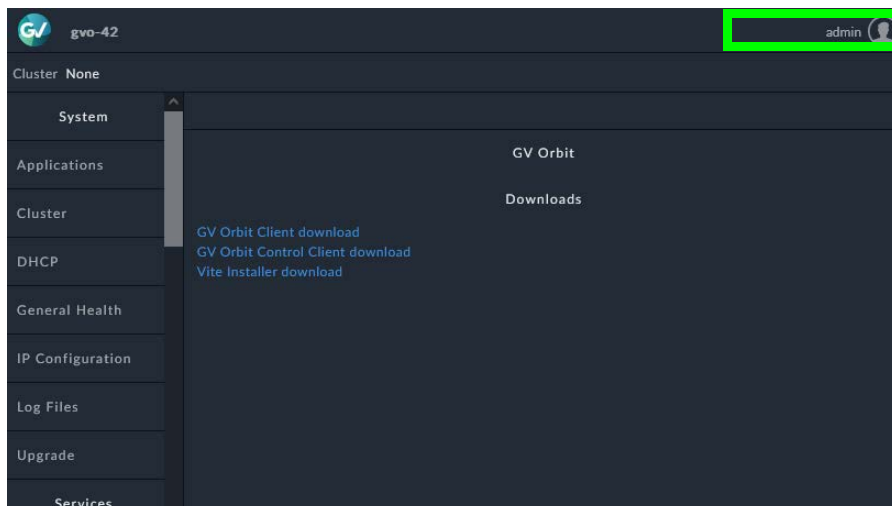 GV gvo-42 admin
Cluster None
System
Applications
Cluster
DHCP
General Health
IP Configuration
Log Files
Upgrade
Services
GV Orbit
Downloads
GV Orbit Client download
GV Orbit Control Client download
Vite Installer download